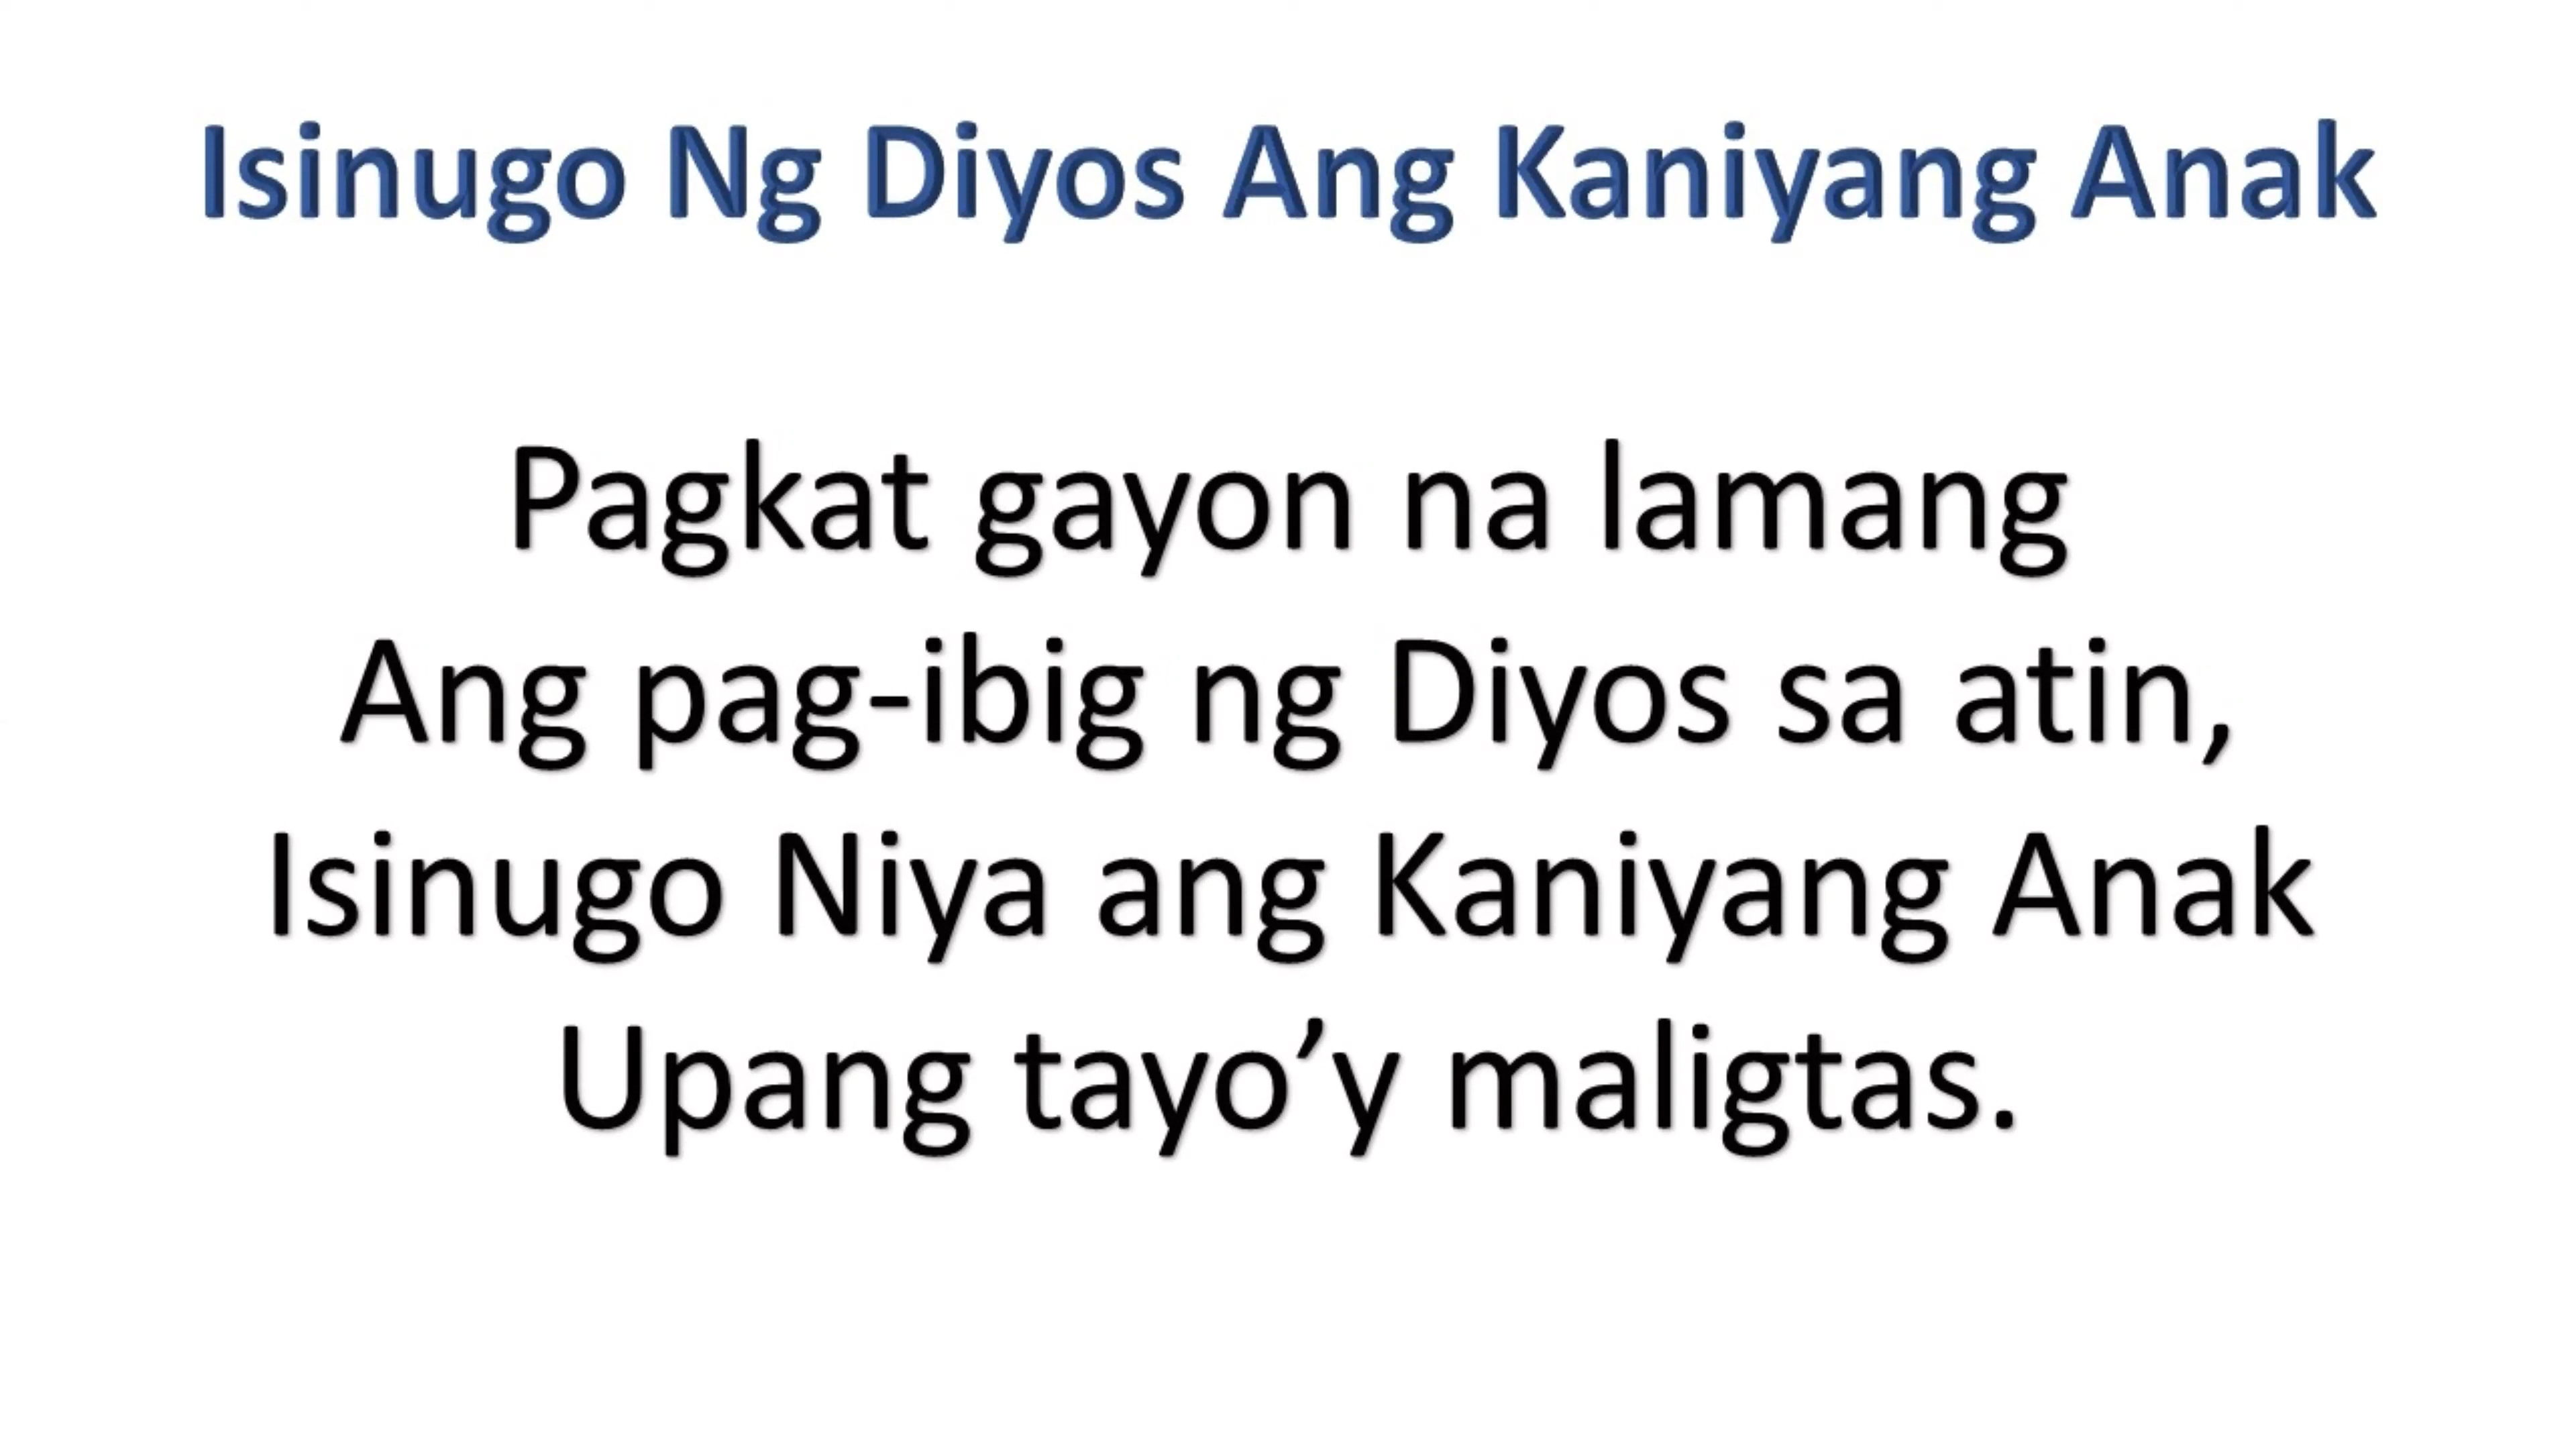 Isinugo Ng Diyos Ang Kaniyang Anak
Pagkat gayon na lamang
Ang pag-ibig ng Diyos sa atin,
Isinugo Niya ang Kaniyang Anak
Upang tayo’y maligtas.